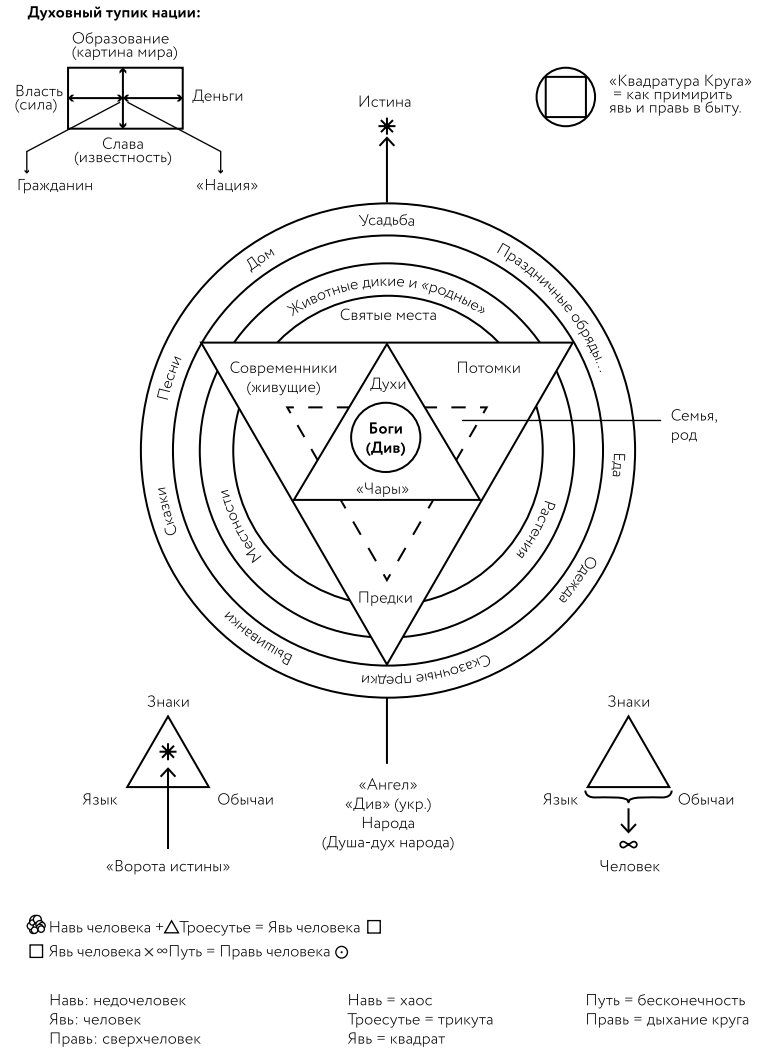 Духовный тупик нации:
Образование
(картина мира)
Власть
(сила)
Деньги
Слава
(известность)
Гражданин
«Нация»
Истина
«Квадратура Круга»
= как примирить
явь и правь в быту.
Усадьба
Дом
Праздничные обряды...
Песни
Животные дикие и «родные»
Святые места
Современники
(живущие)
Духи
Потомки
Боги
(Див)
Семья,
род
«Чары»
Еда
Сказки
Местности
Растения
Одежда
Предки
Вышиванки
Сказочные предки
Знаки
Язык
Обычаи
«Ворота истины»
«Ангел»
«Див» (укр.)
Народа
(Душа-дух народа)
Знаки
Язык
Обычаи
∞
Человек
Навь человека + △ Троесутье = Явь человека □
□ Явь человека × ∞ Путь = Правь человека ⊙
Навь: недочеловек
Явь: человек
Правь: сверхчеловек
Навь = хаос
Троесутье = трикута
Явь = квадрат
Путь = бесконечность
Правь = дыхание круга